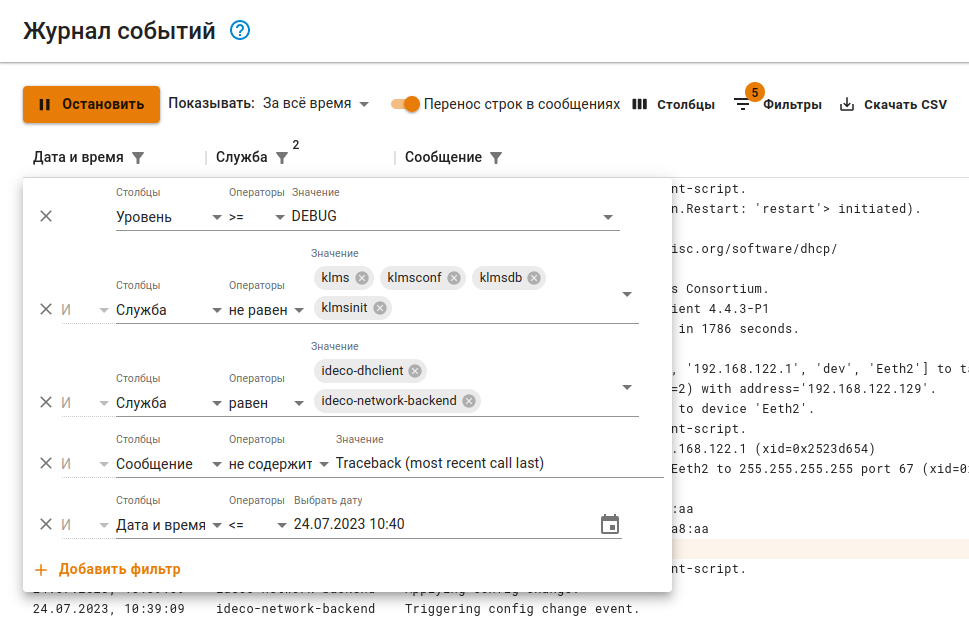 Журнал событий ?
Остановить Показывать: За всё время Перенос строк в сообщениях Столбцы 5 Фильтры Скачать CSV
Дата и время Служба 2 Сообщение
Столбцы Операторы Значение
Уровень >= DEBUG
Значение
klms klmsconf klmsdb
Столбцы Операторы
И Служба не равен klmsinit
Значение
ideco-dhclient
Столбцы Операторы
И Служба равен ideco-network-backend
Столбцы Операторы Значение
И Сообщение не содержит Traceback (most recent call last)
Столбцы Операторы Выбрать дату
И Дата и время <= 24.07.2023 10:40
+ Добавить фильтр
nt-script.
n.Restart: 'restart'> initiated).
isc.org/software/dhcp/
s Consortium.
ient 4.4.3-P1
in 1786 seconds.
, '192.168.122.1', 'dev', 'Eeth2'] to t
=2) with address='192.168.122.129'.
to device 'Eeth2'.
nt-script.
.168.122.1 (xid=0x2523d654)
Eeth2 to 255.255.255.255 port 67 (xid=0
:aa
a8:aa
nt-script.
Applying config change.
24.07.2023, 10:39:09 ideco-network-backend Triggering config change event.